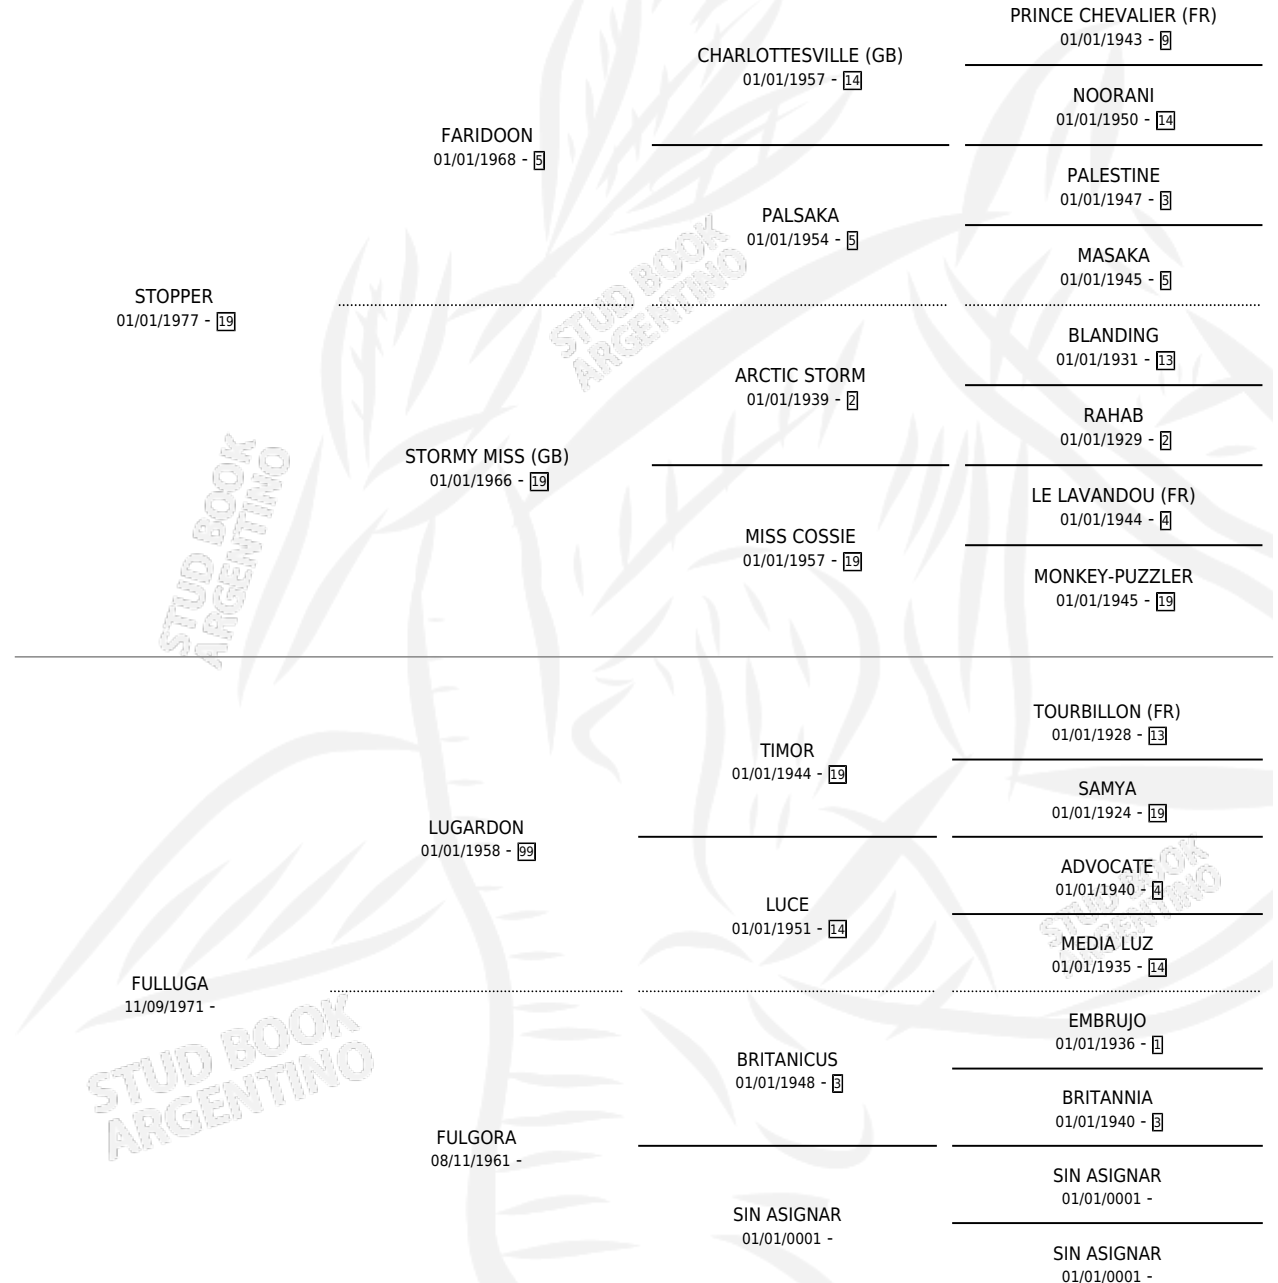 PRINCE CHEVALIER (FR)
01/01/1943 - 9
CHARLOTTESVILLE (GB)
01/01/1957 - 14
NOORANI
01/01/1950 - 14
FARIDOON
01/01/1968 - 5
PALESTINE
01/01/1947 - 3
PALSAKA
01/01/1954 - 5
MASAKA
01/01/1945 - 5
STOPPER
01/01/1977 - 19
BLANDING
01/01/1931 - 13
ARCTIC STORM
01/01/1939 - 2
RAHAB
01/01/1929 - 2
STORMY MISS (GB)
01/01/1966 - 19
LE LAVANDOU (FR)
01/01/1944 - 4
MISS COSSIE
01/01/1957 - 19
MONKEY-PUZZLER
01/01/1945 - 19
TOURBILLON (FR)
01/01/1928 - 13
TIMOR
01/01/1944 - 19
SAMYA
01/01/1924 - 19
LUGARDON
01/01/1958 - 99
ADVOCATE
01/01/1940 - 4
LUCE
01/01/1951 - 14
MEDIA LUZ
01/01/1935 - 14
FULLUGA
11/09/1971 -
EMBRUJO
01/01/1936 - 1
BRITANICUS
01/01/1948 - 3
BRITANNIA
01/01/1940 - 3
FULGORA
08/11/1961 -
SIN ASIGNAR
01/01/0001 -
SIN ASIGNAR
01/01/0001 -
SIN ASIGNAR
01/01/0001 -
STUD BOOK
ARGENTINO
STUD BOOK
ARGENTINO
STUD BOOK
ARGENTINO
STUD BOOK
ARGENTINO